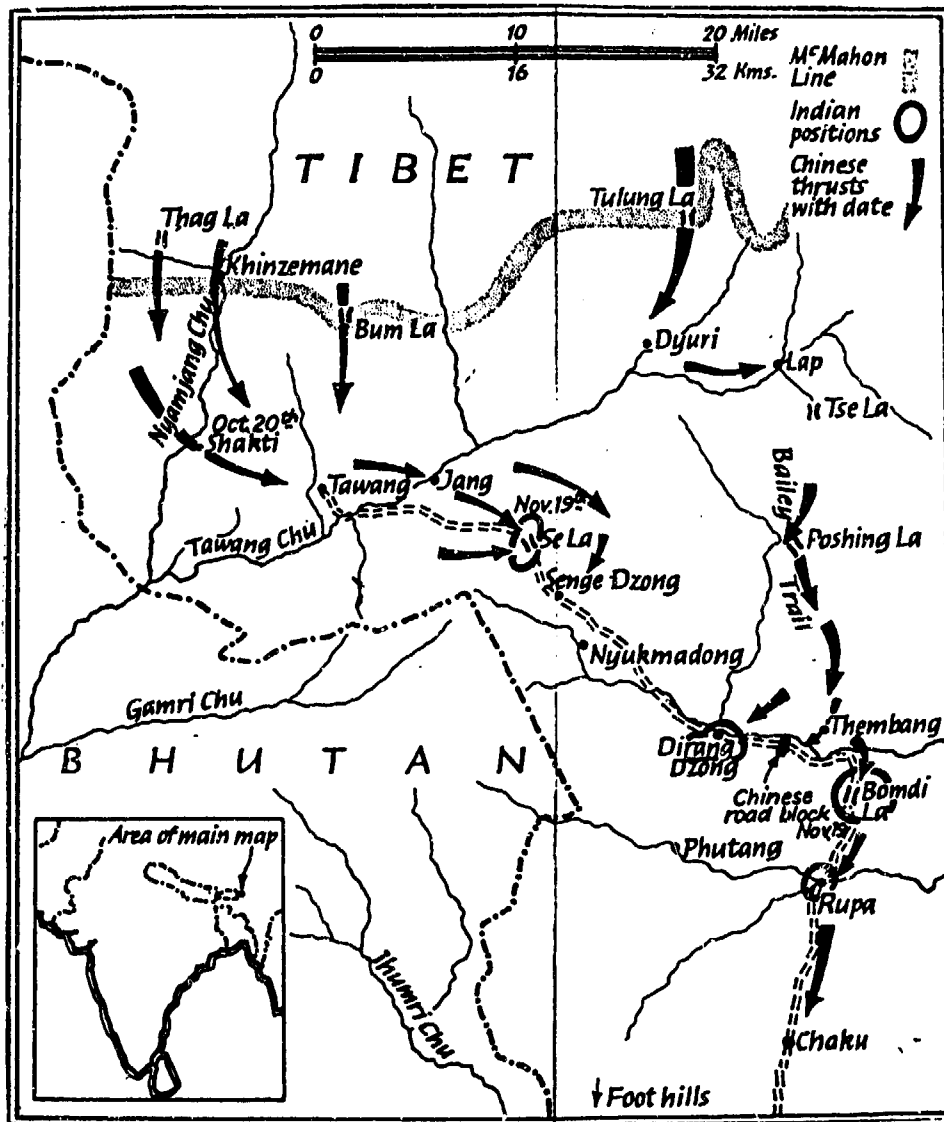 0 10 20 Miles
0 16 32 Kms.
McMahon
Line
Indian
positions
Chinese
thrusts
with date
TIBET
Thag La
Tulung La
Khinzemane
Bum La
Nyamjang Chu
Dyuri
Lap
Tse La
Oct. 20th
Shakti
Tawang
Jang
Nov. 19th
Se La
Bailey
Trail
Poshing La
Tawang Chu
Senge Dzong
Nyukmadong
Gamri Chu
BHUTAN
Dirang
Dzong
Thembang
Chinese
road block
Bomdi
La
Nov. 19
Phutang
Rupa
Area of main map
Thumri Chu
Chaku
Foot hills